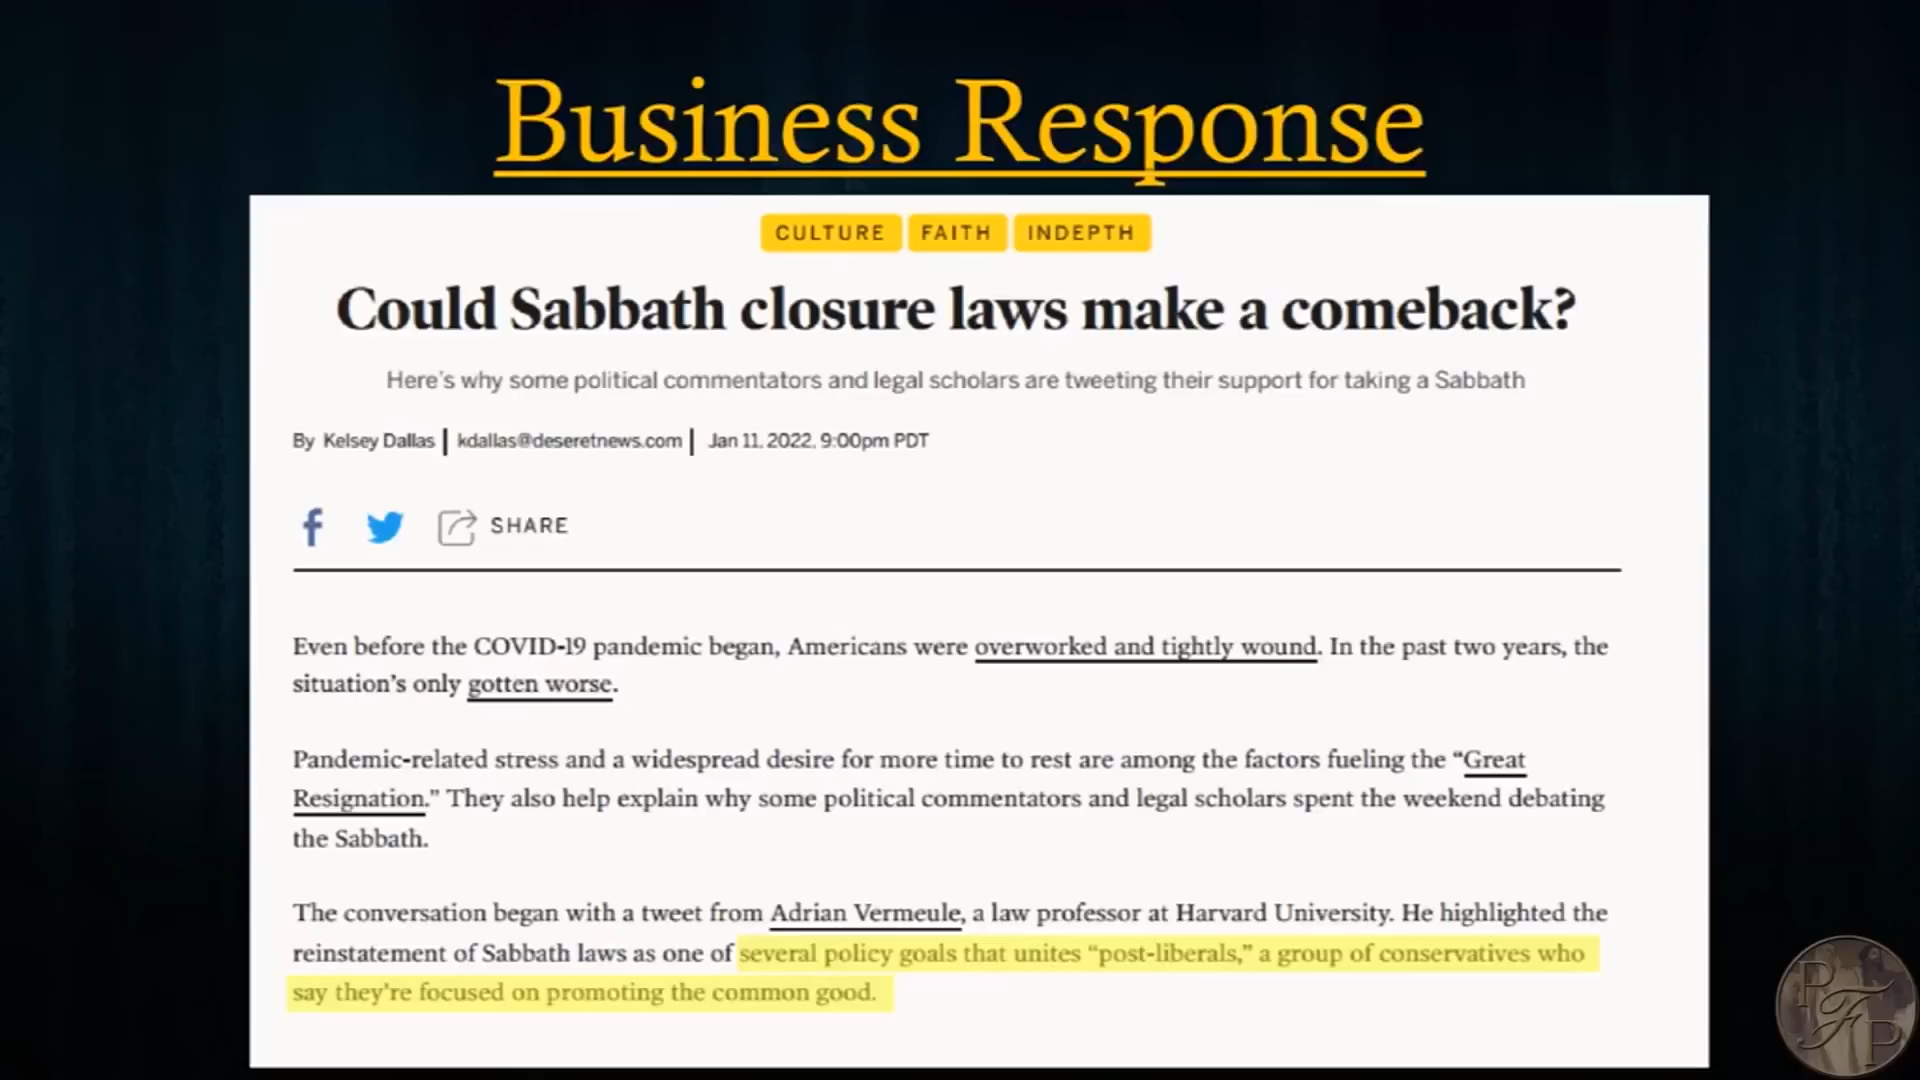 Business Response
CULTURE FAITH INDEPTH
Could Sabbath closure laws make a comeback?
Here's why some political commentators and legal scholars are tweeting their support for taking a Sabbath
By Kelsey Dallas | kdallas@deseretnews.com | Jan 11, 2022, 9:00pm PDT
f SHARE
Even before the COVID-19 pandemic began, Americans were overworked and tightly wound. In the past two years, the
situation's only gotten worse.
Pandemic-related stress and a widespread desire for more time to rest are among the factors fueling the “Great
Resignation.” They also help explain why some political commentators and legal scholars spent the weekend debating
the Sabbath.
The conversation began with a tweet from Adrian Vermeule, a law professor at Harvard University. He highlighted the
reinstatement of Sabbath laws as one of several policy goals that unites “post-liberals,” a group of conservatives who
say they're focused on promoting the common good.
PFP